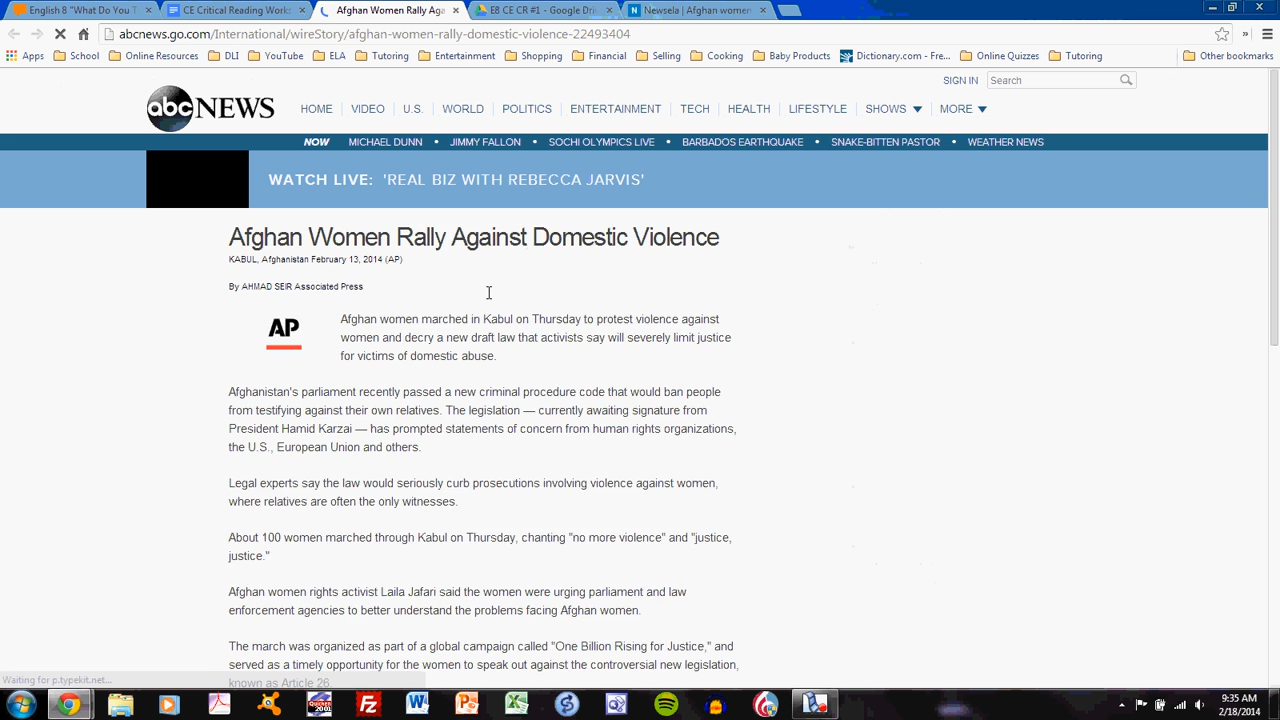 English 8 "What Do You T
CE Critical Reading Works
Afghan Women Rally Aga
E8 CE CR #1 - Google Dri
Newsela | Afghan women
abcnews.go.com/International/wireStory/afghan-women-rally-domestic-violence-22493404
Apps School Online Resources DLI YouTube ELA Tutoring Entertainment Shopping Financial Selling Cooking Baby Products Dictionary.com - Fre... Online Quizzes Tutoring Other bookmarks
SIGN IN Search
abc NEWS HOME VIDEO U.S. WORLD POLITICS ENTERTAINMENT TECH HEALTH LIFESTYLE SHOWS MORE
NOW MICHAEL DUNN • JIMMY FALLON • SOCHI OLYMPICS LIVE • BARBADOS EARTHQUAKE • SNAKE-BITTEN PASTOR • WEATHER NEWS
WATCH LIVE: 'REAL BIZ WITH REBECCA JARVIS'
Afghan Women Rally Against Domestic Violence
KABUL, Afghanistan February 13, 2014 (AP)
By AHMAD SEIR Associated Press
AP
Afghan women marched in Kabul on Thursday to protest violence against
women and decry a new draft law that activists say will severely limit justice
for victims of domestic abuse.
Afghanistan's parliament recently passed a new criminal procedure code that would ban people
from testifying against their own relatives. The legislation — currently awaiting signature from
President Hamid Karzai — has prompted statements of concern from human rights organizations,
the U.S., European Union and others.
Legal experts say the law would seriously curb prosecutions involving violence against women,
where relatives are often the only witnesses.
About 100 women marched through Kabul on Thursday, chanting "no more violence" and "justice,
justice."
Afghan women rights activist Laila Jafari said the women were urging parliament and law
enforcement agencies to better understand the problems facing Afghan women.
The march was organized as part of a global campaign called "One Billion Rising for Justice," and
served as a timely opportunity for the women to speak out against the controversial new legislation,
known as Article 26.
Waiting for p.typekit.net...
9:35 AM
2/18/2014